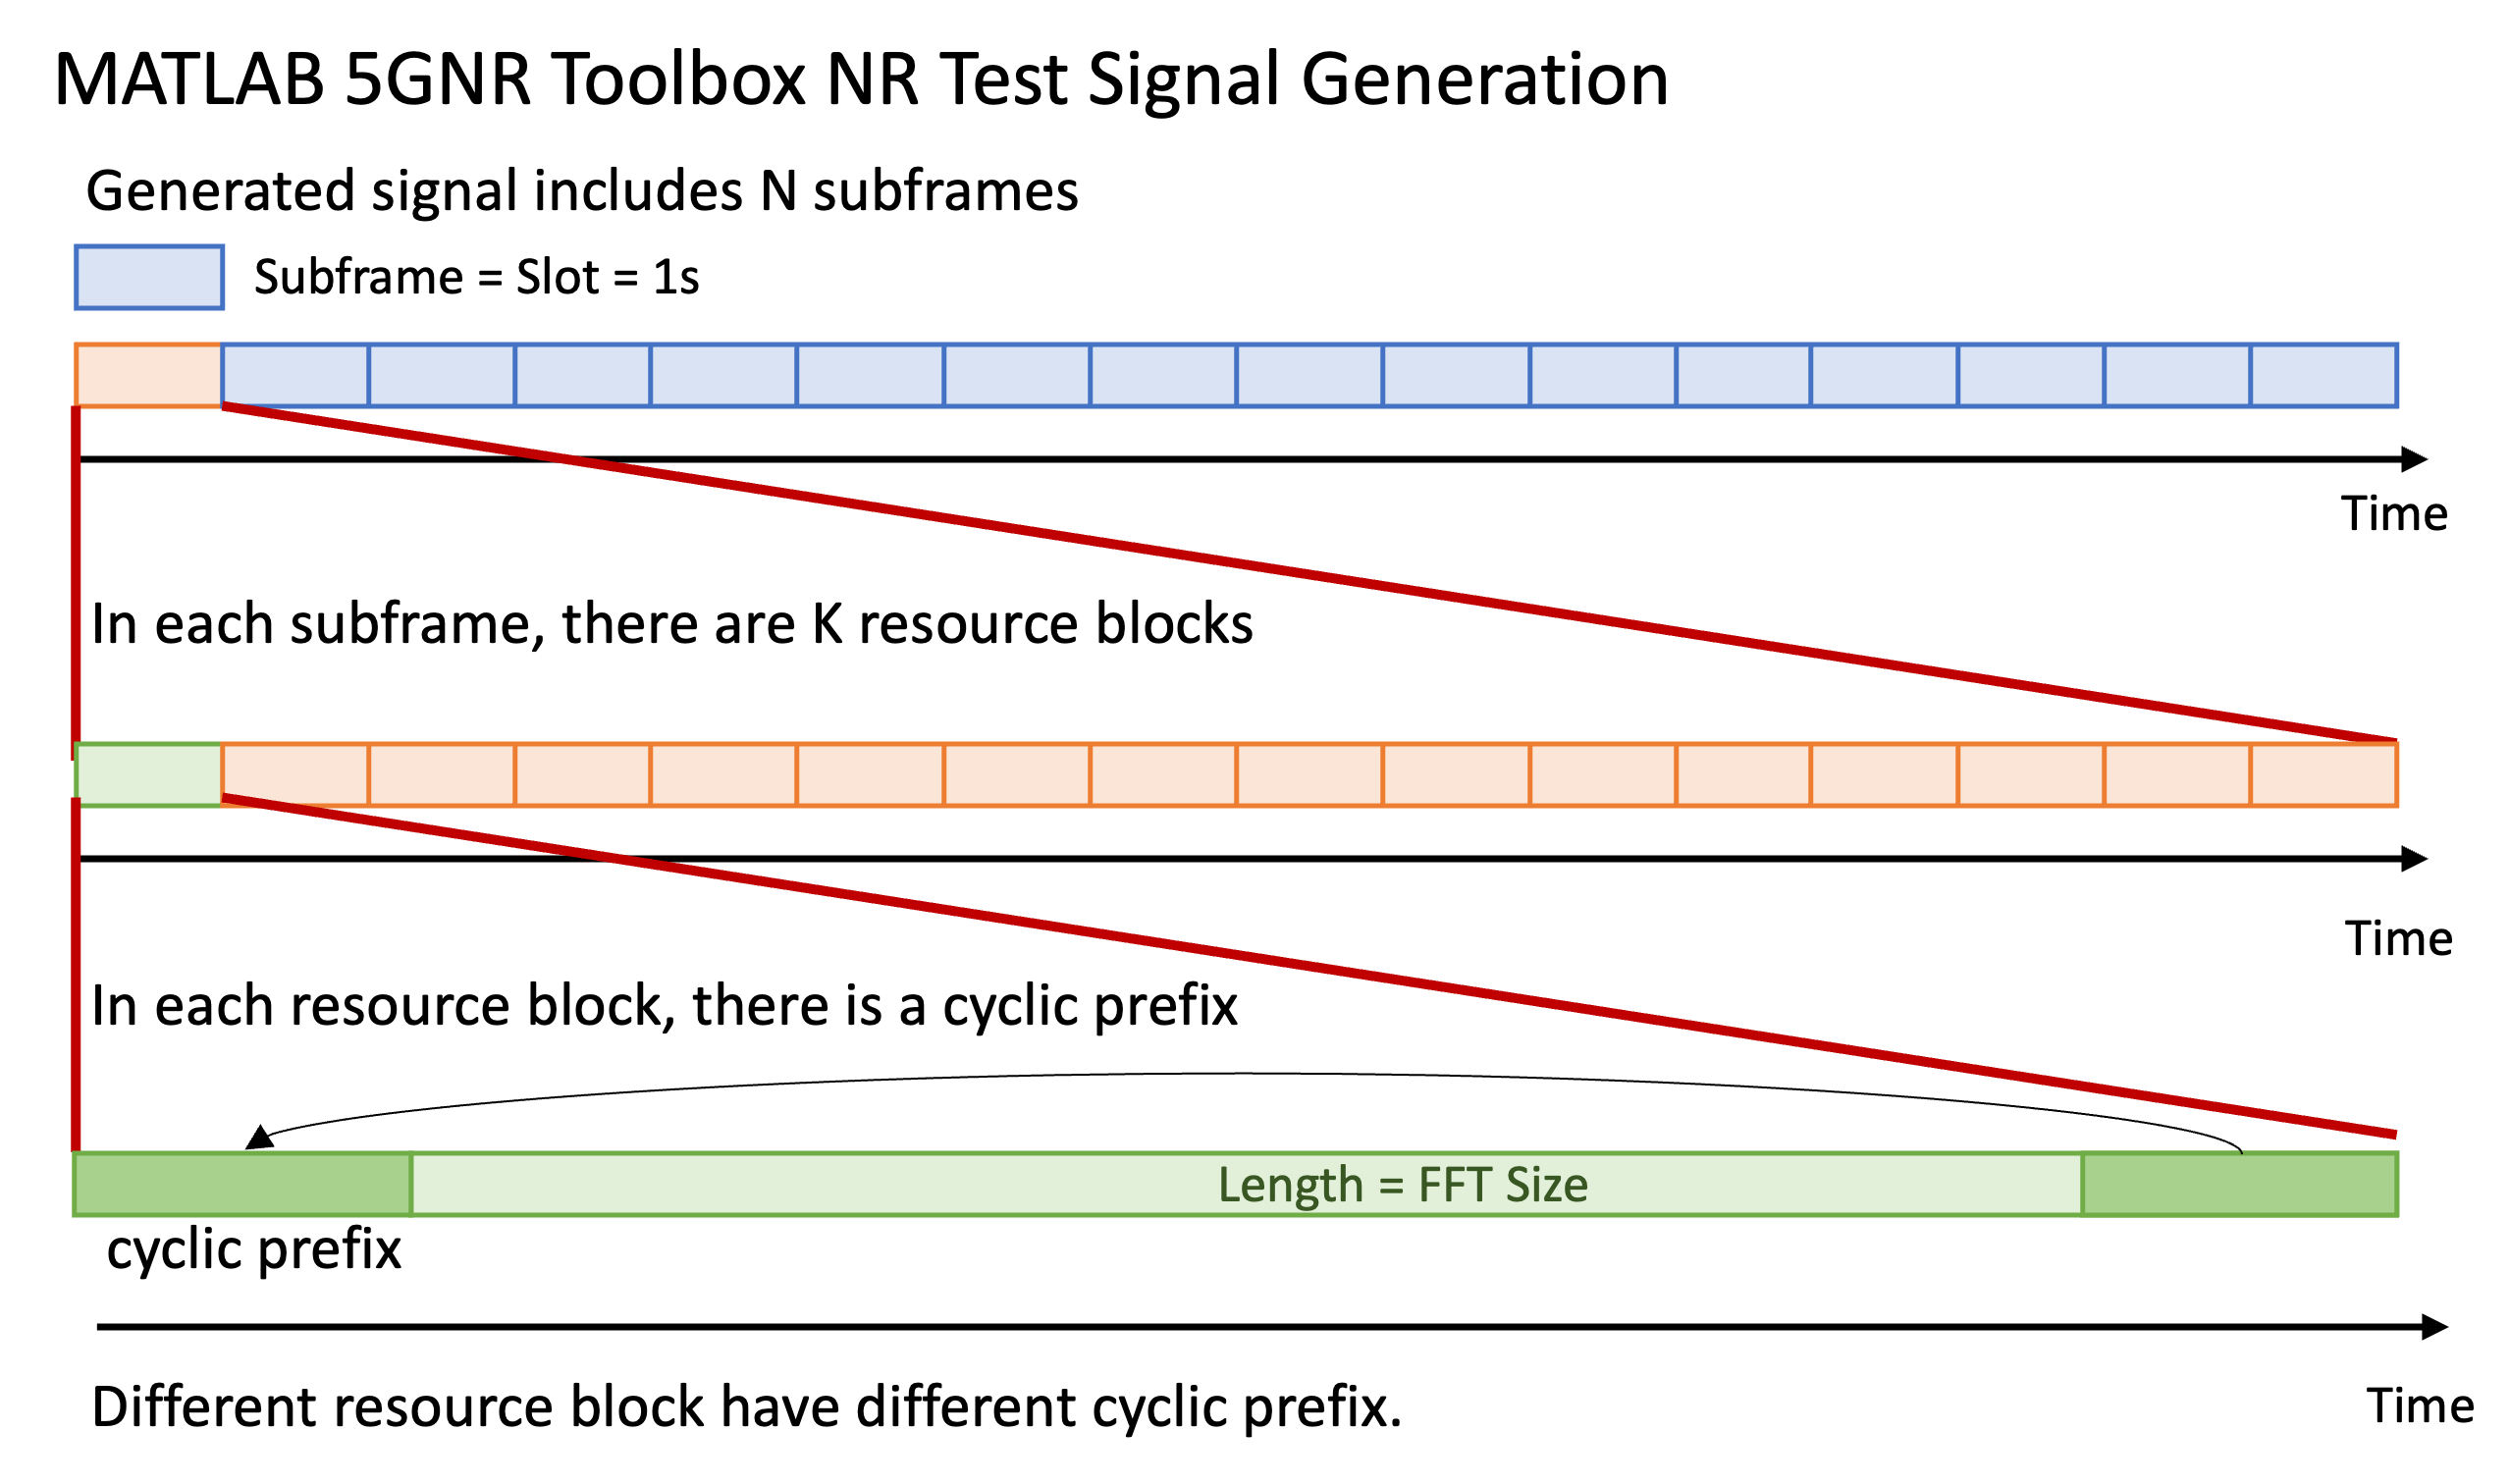 MATLAB 5GNR Toolbox NR Test Signal Generation
Generated signal includes N subframes
Subframe = Slot = 1s
Time
In each subframe, there are K resource blocks
Time
In each resource block, there is a cyclic prefix
Length = FFT Size
cyclic prefix
Different resource block have different cyclic prefix.
Time